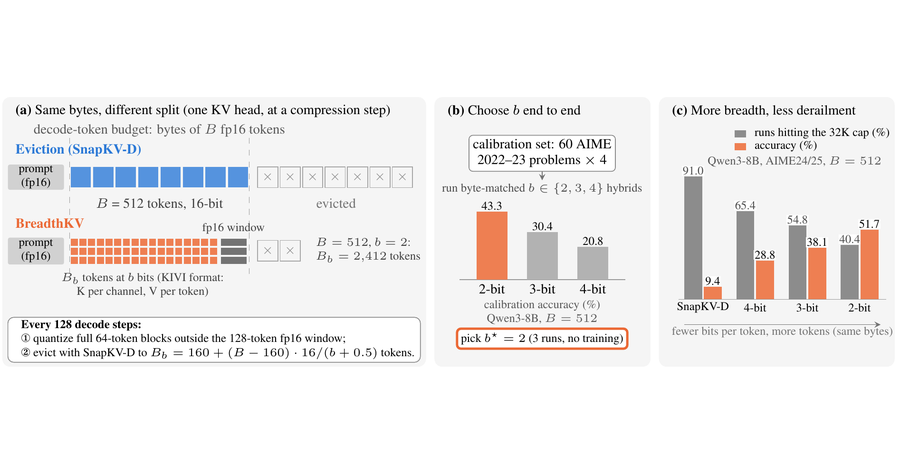 (a) Same bytes, different split (one KV head, at a compression step)
decode-token budget: bytes of B fp16 tokens
Eviction (SnapKV-D)
prompt
(fp16)
B = 512 tokens, 16-bit
evicted
BreadthKV
fp16 window
prompt
(fp16)
B = 512, b = 2:
B_b = 2,412 tokens
B_b tokens at b bits (KIVI format:
K per channel, V per token)
Every 128 decode steps:
① quantize full 64-token blocks outside the 128-token fp16 window;
② evict with SnapKV-D to B_b = 160 + (B − 160) · 16/(b + 0.5) tokens.
(b) Choose b end to end
calibration set: 60 AIME
2022–23 problems × 4
run byte-matched b ∈ {2, 3, 4} hybrids
43.3
30.4
20.8
2-bit
3-bit
4-bit
calibration accuracy (%)
Qwen3-8B, B = 512
pick b⋆ = 2 (3 runs, no training)
(c) More breadth, less derailment
runs hitting the 32K cap (%)
accuracy (%)
Qwen3-8B, AIME24/25, B = 512
91.0
9.4
65.4
28.8
54.8
38.1
40.4
51.7
SnapKV-D
4-bit
3-bit
2-bit
fewer bits per token, more tokens (same bytes)